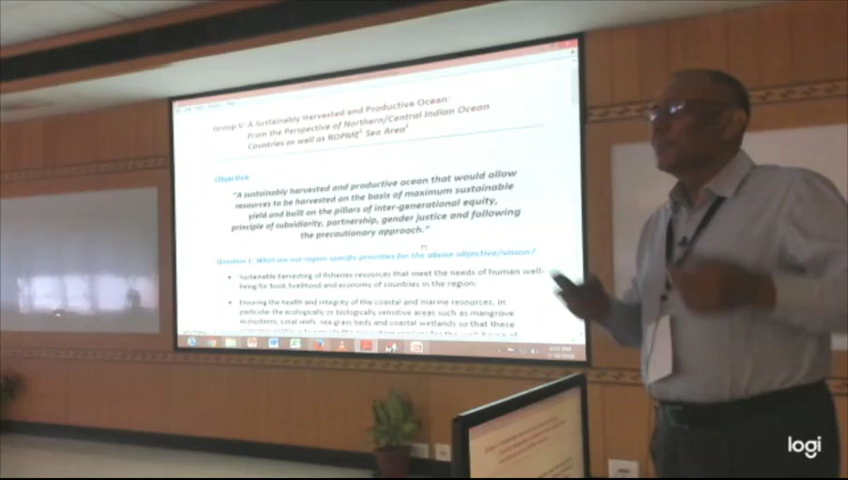 Group V: A Sustainably Harvested and Productive Ocean:
From the Perspective of Northern/Central Indian Ocean
Countries as well as ROPME¹ Sea Area²
Objective
"A sustainably harvested and productive ocean that would allow
resources to be harvested on the basis of maximum sustainable
yield and built on the pillars of inter-generational equity,
principle of subsidiarity, partnership, gender justice and following
the precautionary approach."
Question 1. What are our region-specific priorities for the above objective/vision?
• Sustainable harvesting of fisheries resources that meet the needs of human well-
being for food, livelihood and economy of countries in the region;
• Ensuring the health and integrity of the coastal and marine resources, in
particular the ecologically or biologically sensitive areas such as mangrove
ecosystems, coral reefs, sea grass beds and coastal wetlands so that these
logi